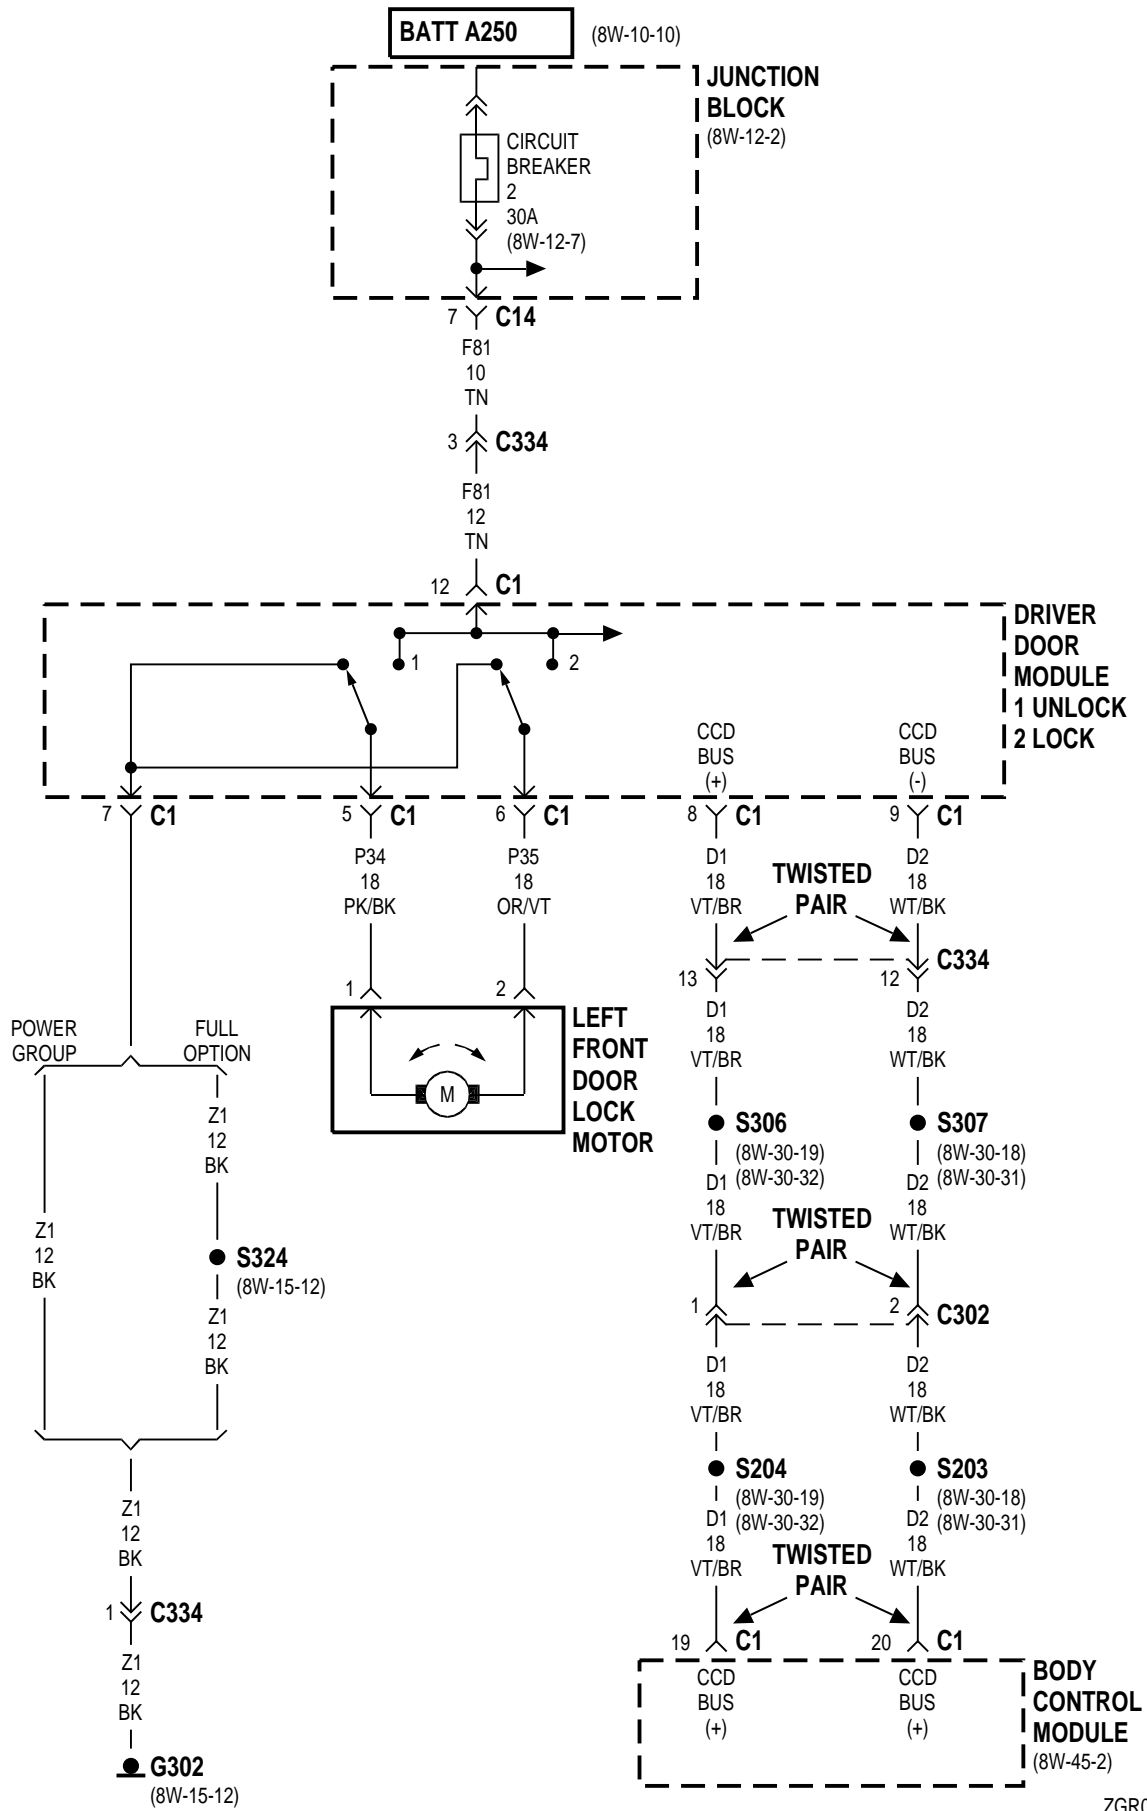 BATT A250
(8W-10-10)
JUNCTION
BLOCK
(8W-12-2)
CIRCUIT
BREAKER
2
30A
(8W-12-7)
7 C14
F81
10
TN
3 C334
F81
12
TN
12 C1
DRIVER
DOOR
MODULE
1 UNLOCK
2 LOCK
1
2
CCD
BUS
(+)
CCD
BUS
(-)
7 C1
5 C1
6 C1
8 C1
9 C1
P34
18
PK/BK
P35
18
OR/VT
D1
18
VT/BR
TWISTED
PAIR
D2
18
WT/BK
C334
13
12
1
2
LEFT
FRONT
DOOR
LOCK
MOTOR
M
POWER
GROUP
FULL
OPTION
Z1
12
BK
Z1
12
BK
S324
(8W-15-12)
Z1
12
BK
D1
18
VT/BR
D2
18
WT/BK
S306
(8W-30-19)
(8W-30-32)
S307
(8W-30-18)
(8W-30-31)
D1
18
VT/BR
TWISTED
PAIR
D2
18
WT/BK
1
2
C302
D1
18
VT/BR
D2
18
WT/BK
S204
(8W-30-19)
(8W-30-32)
S203
(8W-30-18)
(8W-30-31)
D1
18
VT/BR
TWISTED
PAIR
D2
18
WT/BK
19 C1
20 C1
CCD
BUS
(+)
CCD
BUS
(+)
BODY
CONTROL
MODULE
(8W-45-2)
Z1
12
BK
1 C334
Z1
12
BK
G302
(8W-15-12)